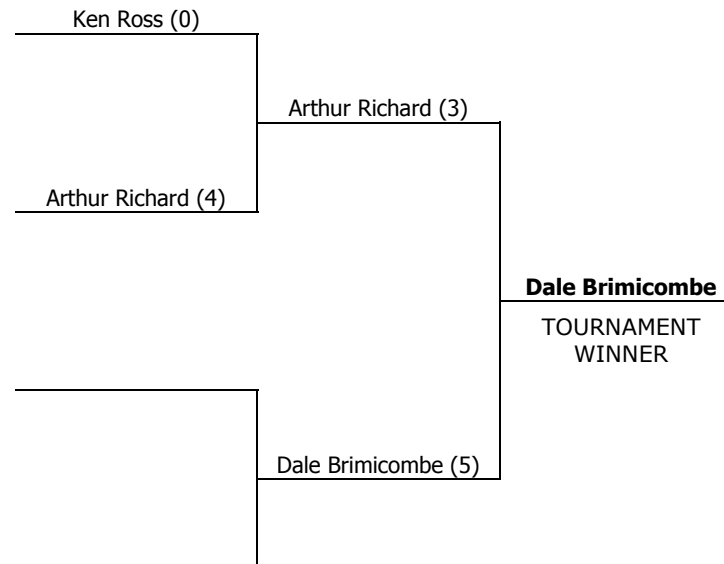 Ken Ross (0)
Arthur Richard (3)
Arthur Richard (4)
Dale Brimicombe
TOURNAMENT
WINNER
Dale Brimicombe (5)